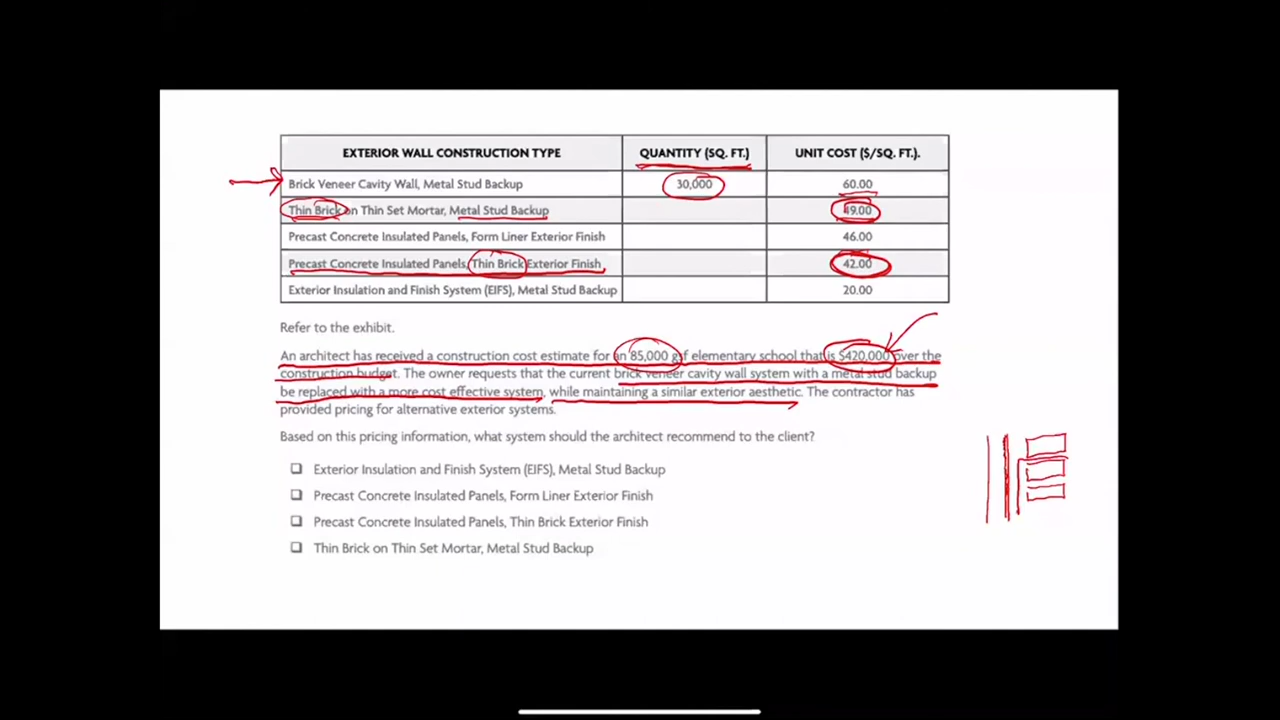 EXTERIOR WALL CONSTRUCTION TYPE QUANTITY (SQ. FT.) UNIT COST ($/SQ. FT.).
Brick Veneer Cavity Wall, Metal Stud Backup 30,000 60.00
Thin Brick on Thin Set Mortar, Metal Stud Backup 49.00
Precast Concrete Insulated Panels, Form Liner Exterior Finish 46.00
Precast Concrete Insulated Panels, Thin Brick Exterior Finish 42.00
Exterior Insulation and Finish System (EIFS), Metal Stud Backup 20.00
Refer to the exhibit.
An architect has received a construction cost estimate for an 85,000 gsf elementary school that is $420,000 over the
construction budget. The owner requests that the current brick veneer cavity wall system with a metal stud backup
be replaced with a more cost effective system, while maintaining a similar exterior aesthetic. The contractor has
provided pricing for alternative exterior systems.
Based on this pricing information, what system should the architect recommend to the client?
Exterior Insulation and Finish System (EIFS), Metal Stud Backup
Precast Concrete Insulated Panels, Form Liner Exterior Finish
Precast Concrete Insulated Panels, Thin Brick Exterior Finish
Thin Brick on Thin Set Mortar, Metal Stud Backup